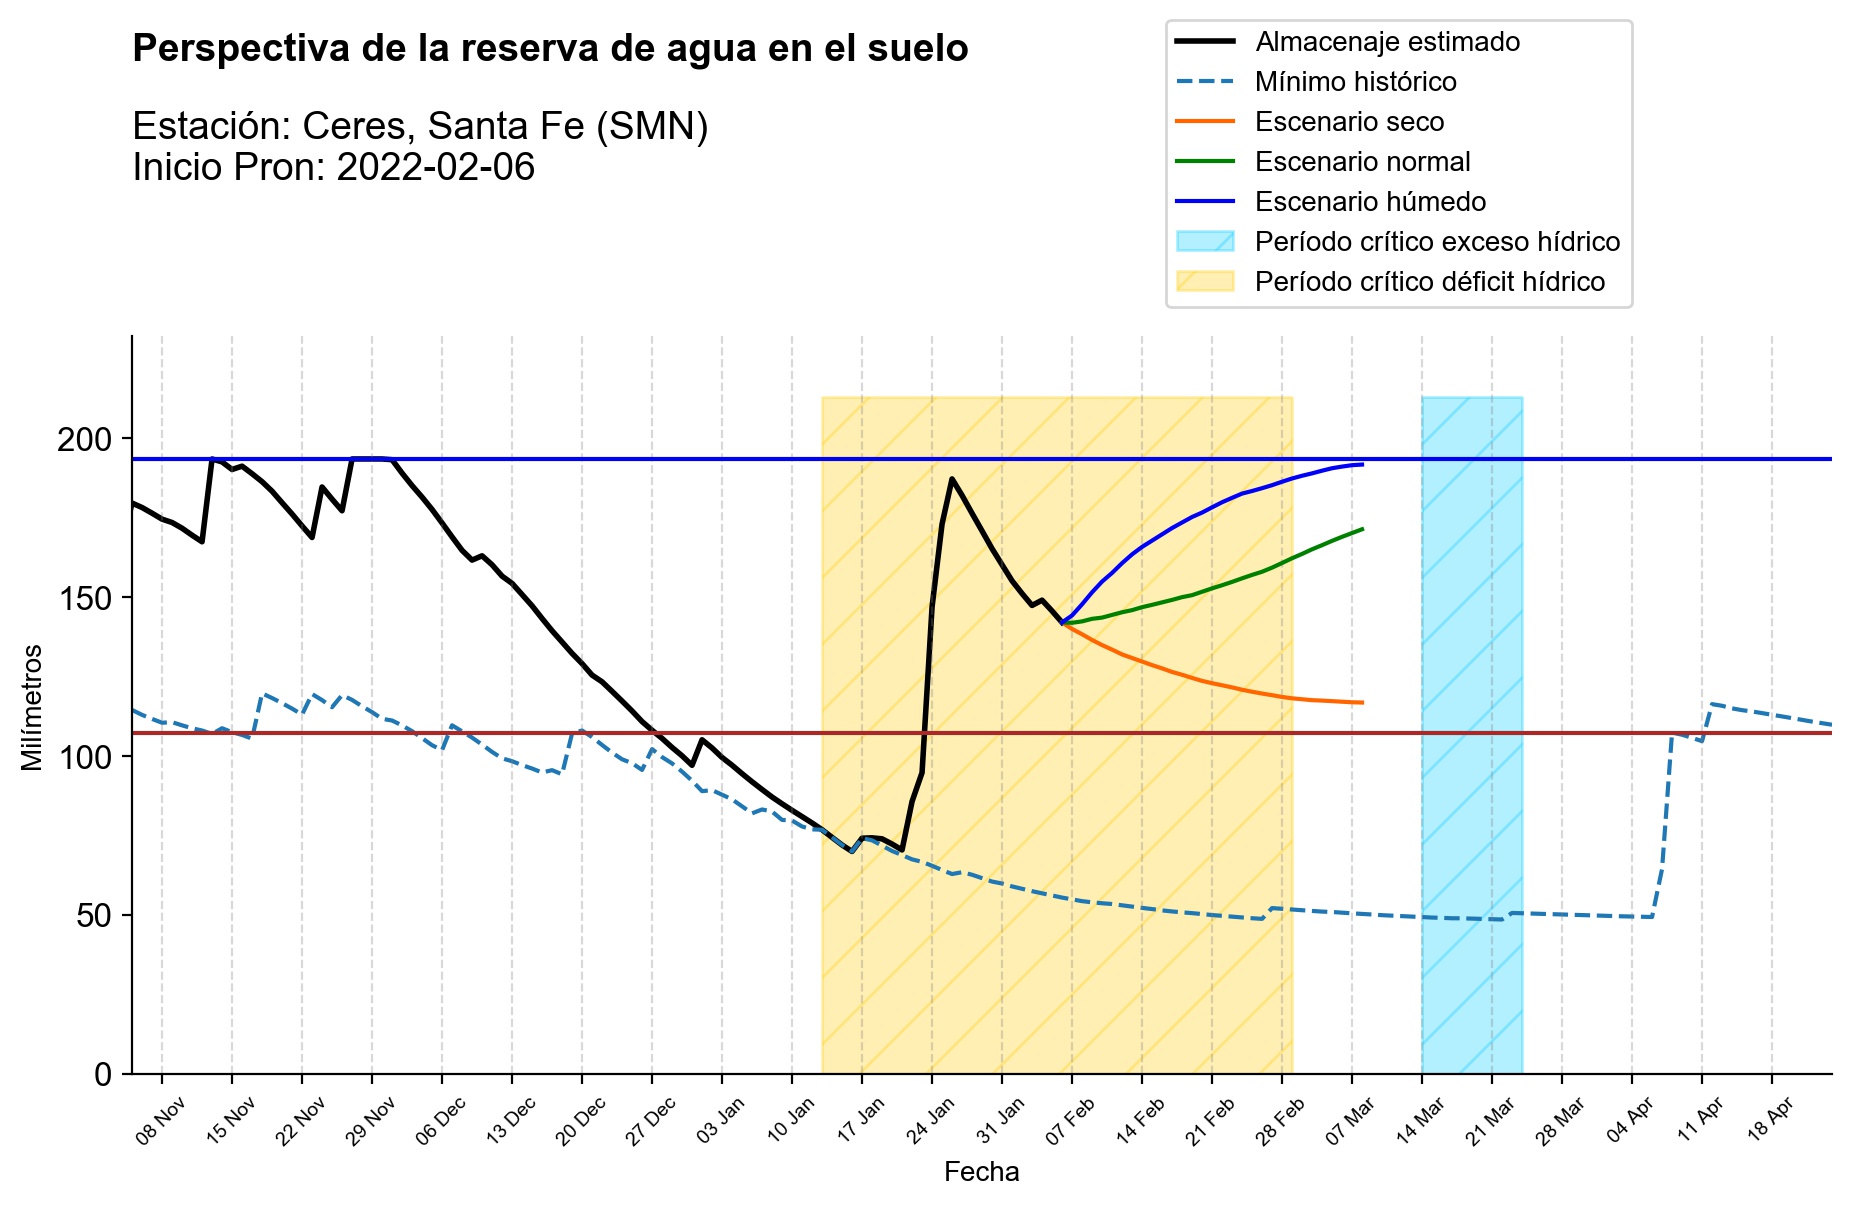 Perspectiva de la reserva de agua en el suelo
Estación: Ceres, Santa Fe (SMN)
Inicio Pron: 2022-02-06
Almacenaje estimado
Mínimo histórico
Escenario seco
Escenario normal
Escenario húmedo
Período crítico exceso hídrico
Período crítico déficit hídrico
Milímetros
200
150
100
50
0
08 Nov
15 Nov
22 Nov
29 Nov
06 Dec
13 Dec
20 Dec
27 Dec
03 Jan
10 Jan
17 Jan
24 Jan
31 Jan
07 Feb
14 Feb
21 Feb
28 Feb
07 Mar
14 Mar
21 Mar
28 Mar
04 Apr
11 Apr
18 Apr
Fecha